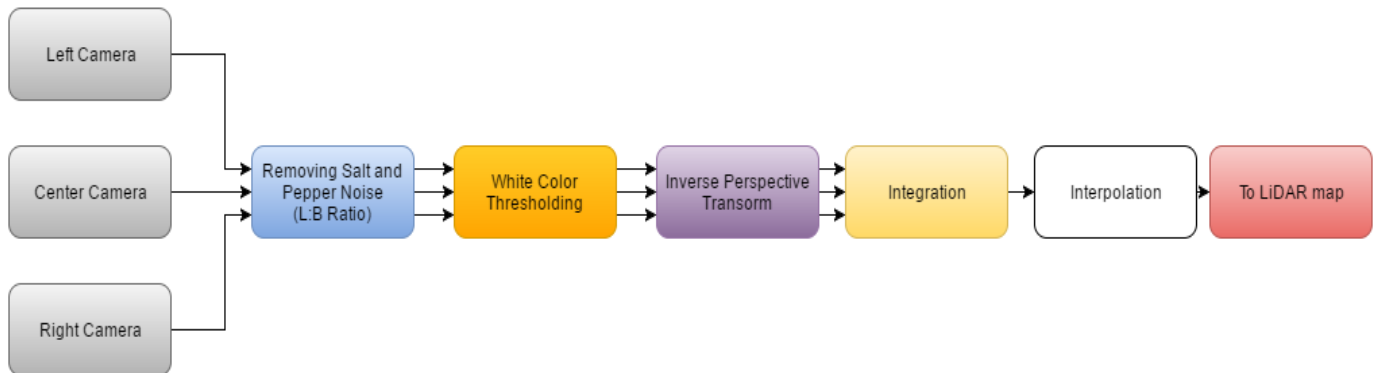 Left Camera
Center Camera
Right Camera
Removing Salt and
Pepper Noise
(L:B Ratio)
White Color
Thresholding
Inverse Perspective
Transorm
Integration
Interpolation
To LiDAR map